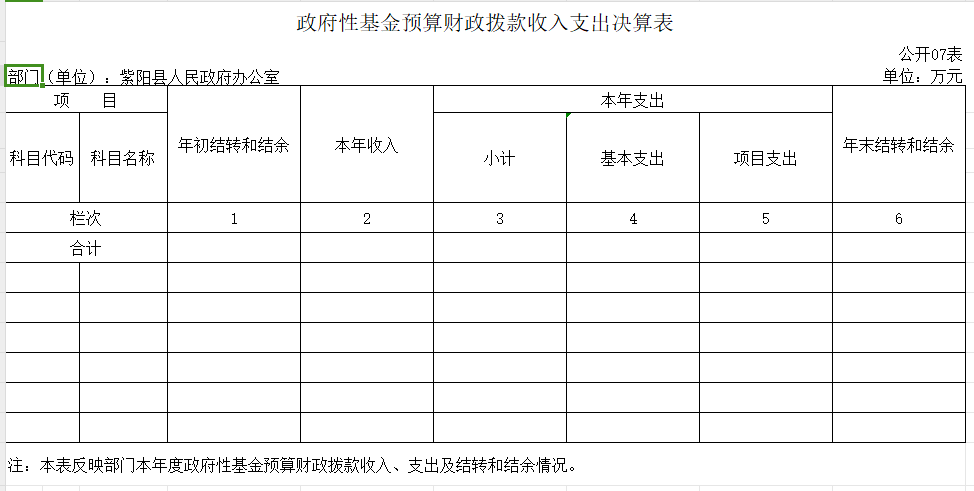 政府性基金预算财政拨款收入支出决算表
公开07表
部门（单位）：紫阳县人民政府办公室 单位：万元
项 目 年初结转和结余 本年收入 本年支出 年末结转和结余
科目代码 科目名称 小计 基本支出 项目支出
栏次 1 2 3 4 5 6
合计
注：本表反映部门本年度政府性基金预算财政拨款收入、支出及结转和结余情况。